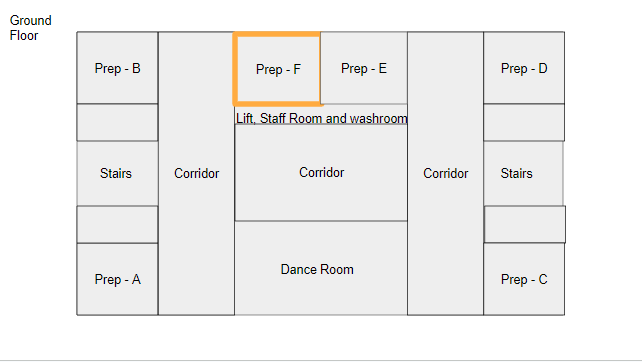 Ground
Floor
Prep - B
Prep - F
Prep - E
Prep - D
Lift, Staff Room and washroom
Stairs
Corridor
Corridor
Corridor
Stairs
Dance Room
Prep - A
Prep - C